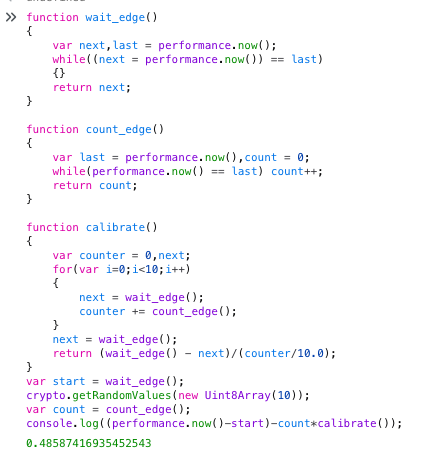 function wait_edge()
{
    var next,last = performance.now();
    while((next = performance.now()) == last)
    {}
    return next;
}

function count_edge()
{
    var last = performance.now(),count = 0;
    while(performance.now() == last) count++;
    return count;
}

function calibrate()
{
    var counter = 0,next;
    for(var i=0;i<10;i++)
    {
        next = wait_edge();
        counter += count_edge();
    }
    next = wait_edge();
    return (wait_edge() - next)/(counter/10.0);
}
var start = wait_edge();
crypto.getRandomValues(new Uint8Array(10));
var count = count_edge();
console.log((performance.now()-start)-count*calibrate());
0.48587416935452543